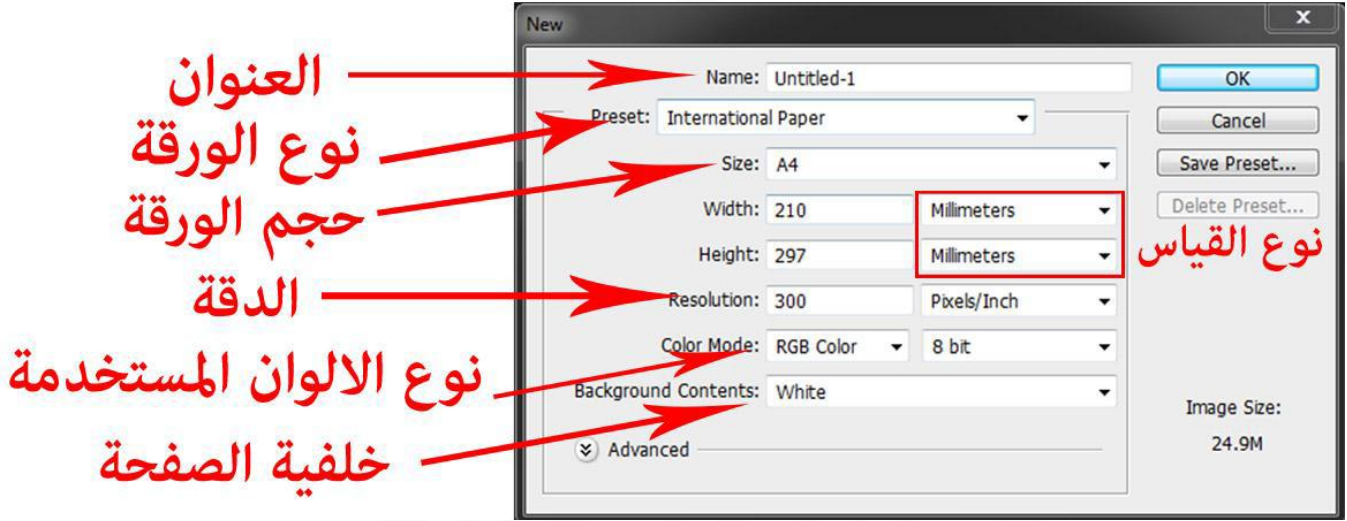 New
x
العنوان
Name: Untitled-1
OK
نوع الورقة
Preset: International Paper
Cancel
حجم الورقة
Size: A4
Save Preset...
Width: 210 Millimeters
Delete Preset...
Height: 297 Millimeters
نوع القياس
الدقة
Resolution: 300 Pixels/Inch
نوع الالوان المستخدمة
Color Mode: RGB Color 8 bit
خلفية الصفحة
Background Contents: White
Image Size:
24.9M
Advanced